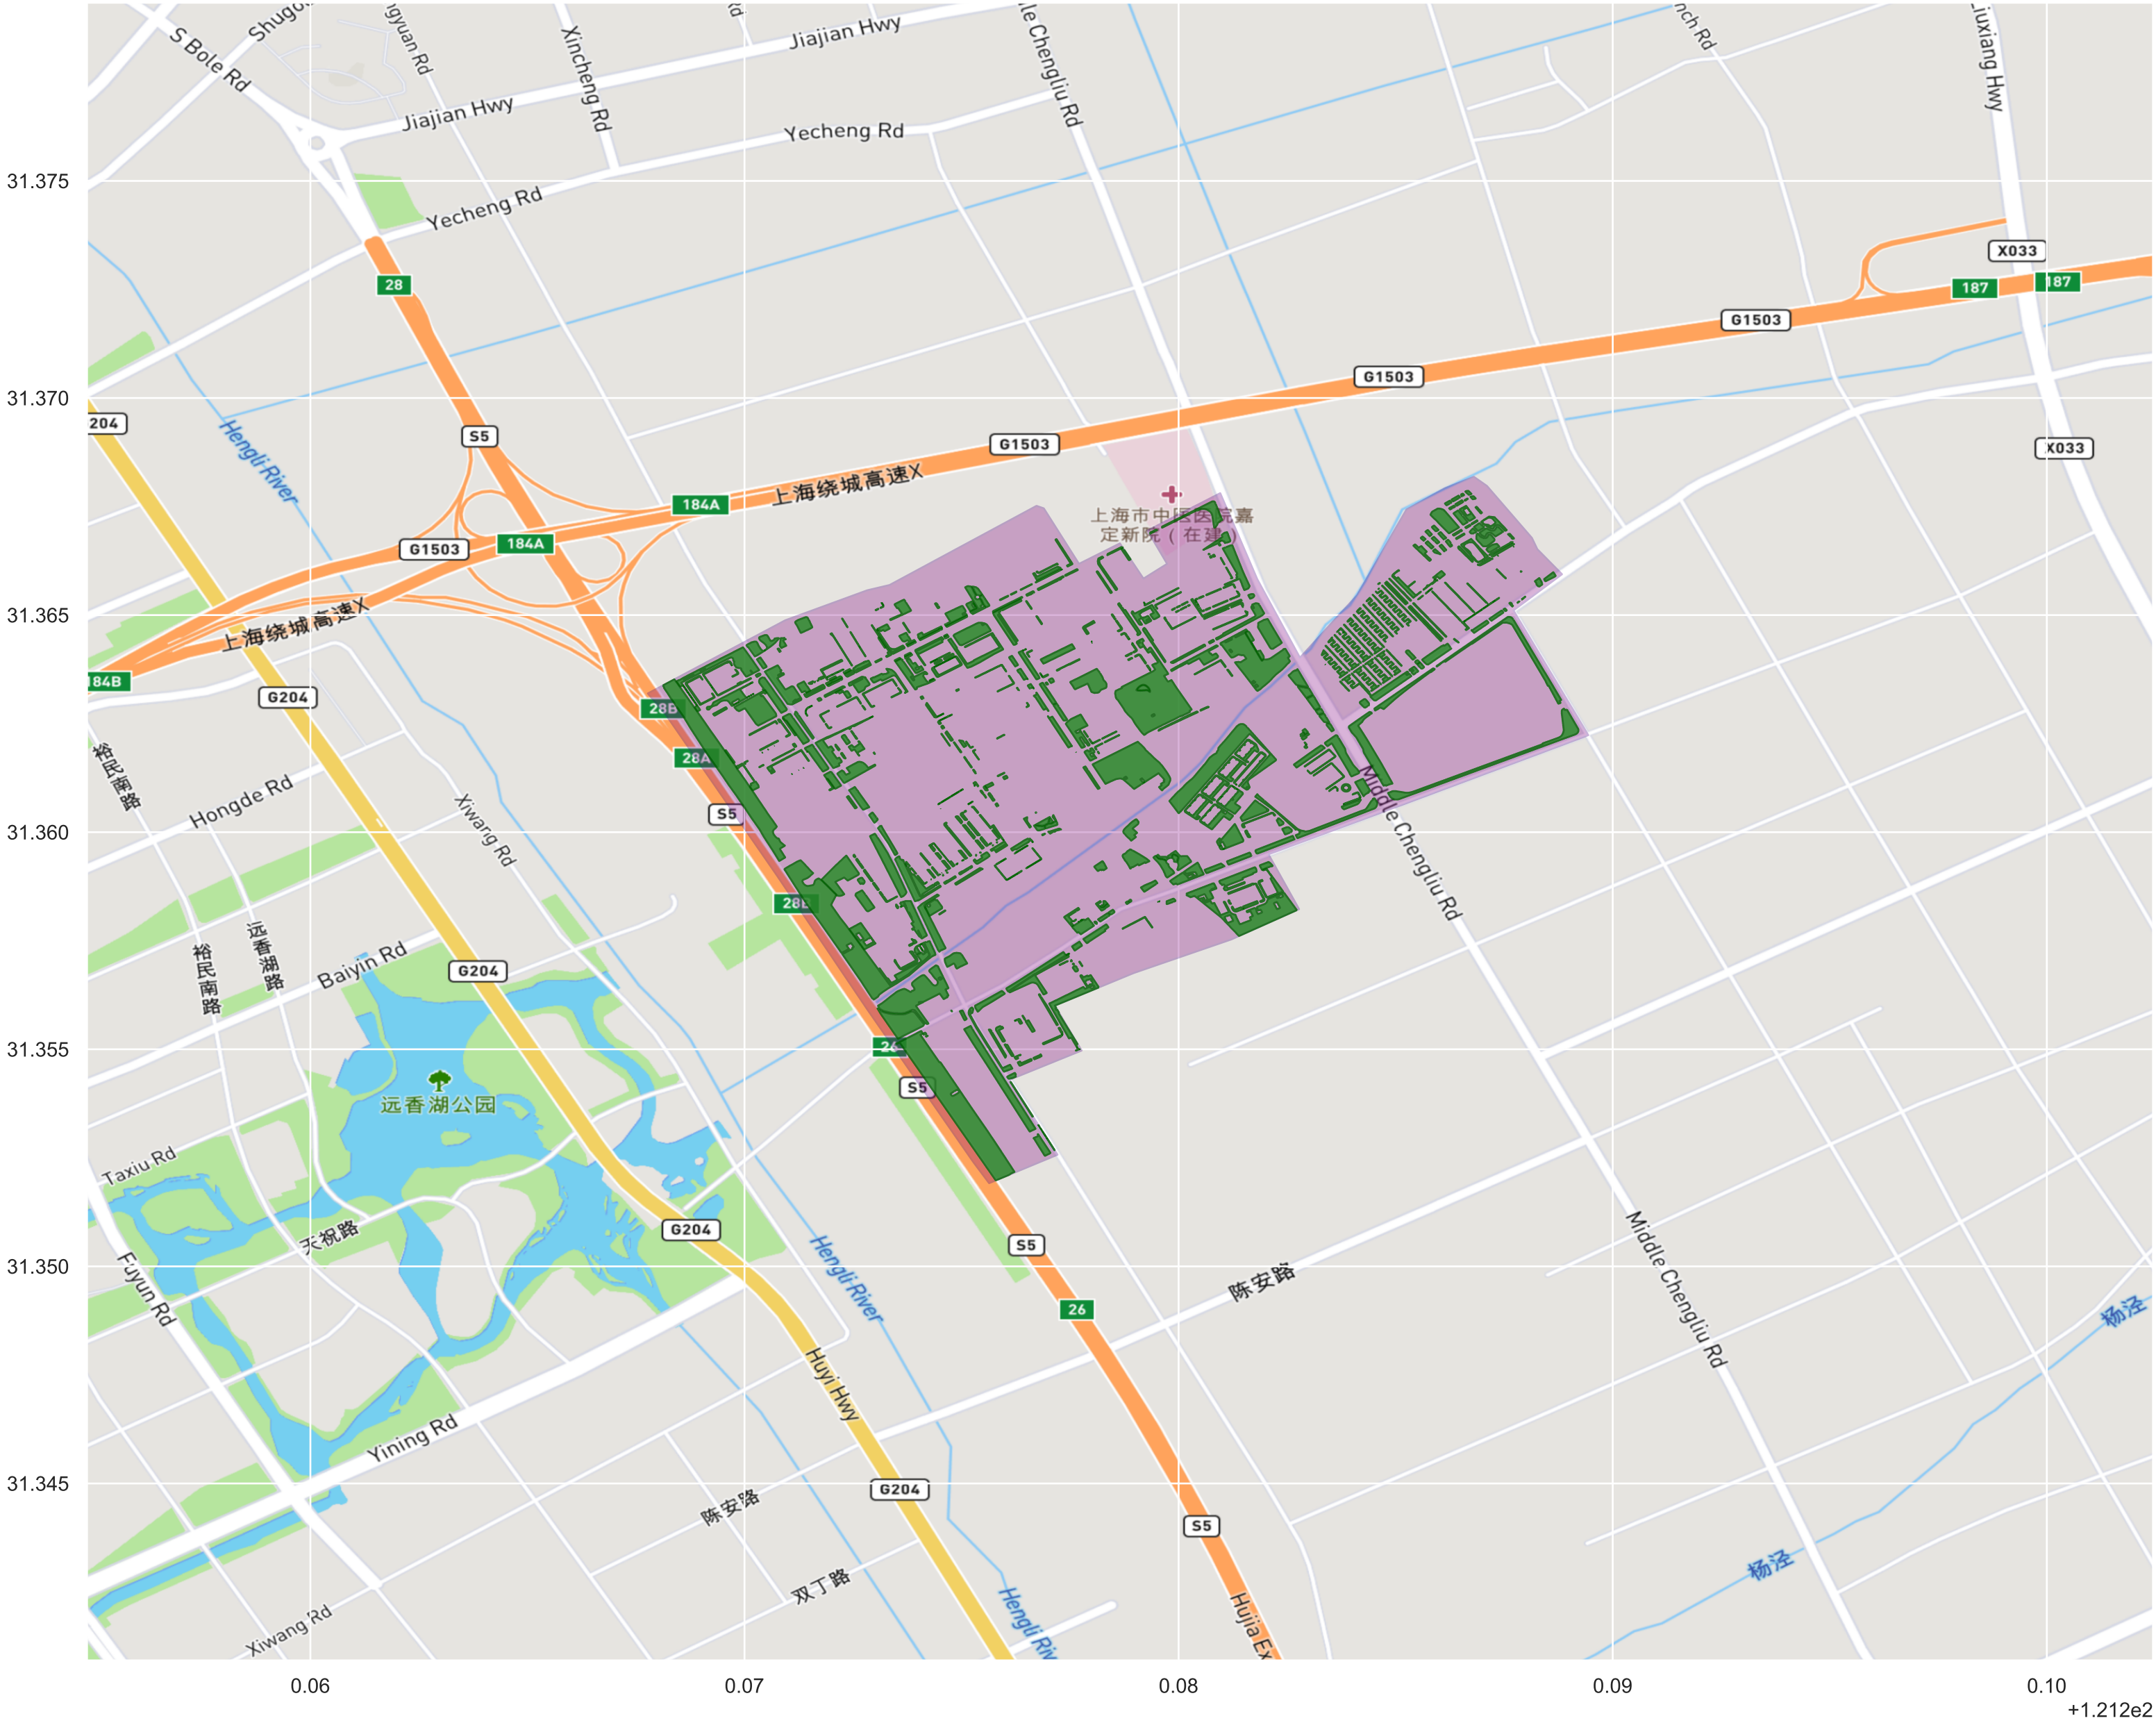 Jiajian Hwy
S Bole Rd
Xincheng Rd
Jiajian Hwy
Yecheng Rd
31.375
Yecheng Rd
28
X033
187
187
G1503
G1503
31.370
204
S5
G1503
X033
Hengli River
上海绕城高速X
184A
上海市中医医院嘉
定新院(在建)
184A
G1503
31.365
上海绕城高速X
184B
G204
28B
28A
裕民南路
Hongde Rd
S5
Xiwang Rd
31.360
Middle Chengliu Rd
28B
远香湖路
裕民南路
Baiyin Rd
G204
31.355
26
S5
远香湖公园
Taxiu Rd
天祝路
G204
S5
Hengli River
Middle Chengliu Rd
31.350
Fuyun Rd
陈安路
26
杨泾
Huyi Hwy
Yining Rd
31.345
G204
陈安路
S5
杨泾
双丁路
Xiwang Rd
Hengli Riv
Hujia Ex
0.06
0.07
0.08
0.09
0.10
+1.212e2